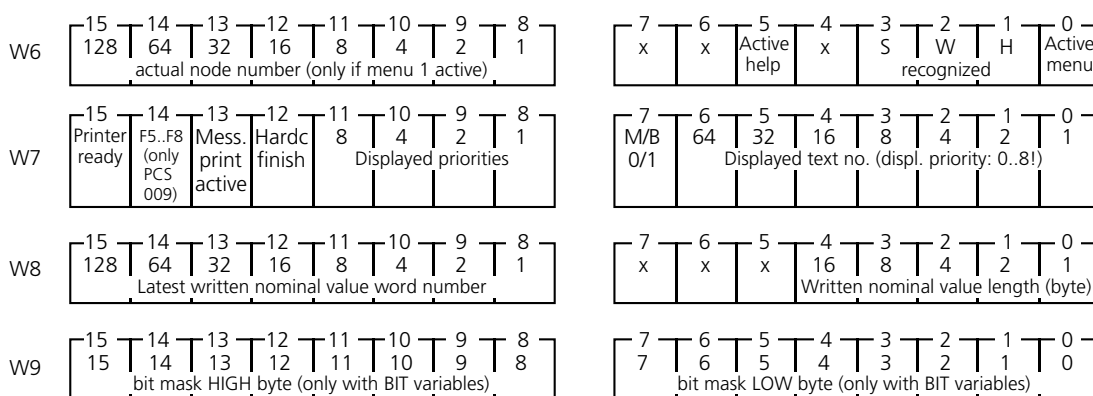 15 14 13 12 11 10 9 8 7 6 5 4 3 2 1 0
W6 128 64 32 16 8 4 2 1 x x Active help x S W H Active menu
actual node number (only if menu 1 active) recognized
15 14 13 12 11 10 9 8 7 6 5 4 3 2 1 0
W7 Printer ready F5..F8 (only PCS 009) Mess. print active Hardc finish 8 4 2 1 M/B 0/1 64 32 16 8 4 2 1
Displayed priorities Displayed text no. (displ. priority: 0..8!)
15 14 13 12 11 10 9 8 7 6 5 4 3 2 1 0
W8 128 64 32 16 8 4 2 1 x x x 16 8 4 2 1
Latest written nominal value word number Written nominal value length (byte)
15 14 13 12 11 10 9 8 7 6 5 4 3 2 1 0
W9 15 14 13 12 11 10 9 8 7 6 5 4 3 2 1 0
bit mask HIGH byte (only with BIT variables) bit mask LOW byte (only with BIT variables)